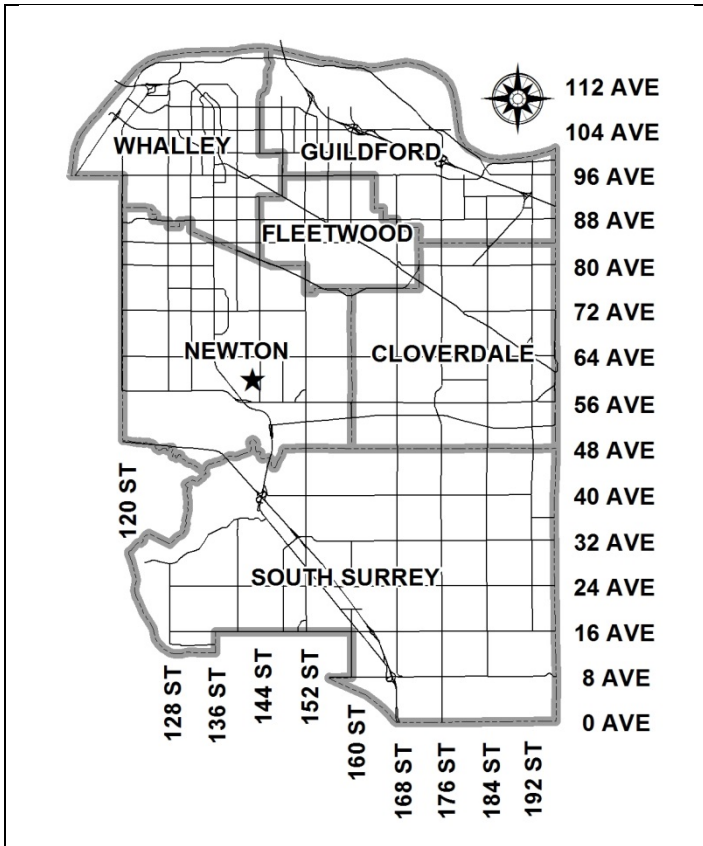 112 AVE
104 AVE
WHALLEY
GUILDFORD
96 AVE
88 AVE
FLEETWOOD
80 AVE
72 AVE
NEWTON
CLOVERDALE
64 AVE
56 AVE
48 AVE
120 ST
40 AVE
32 AVE
SOUTH SURREY
24 AVE
16 AVE
8 AVE
128 ST
136 ST
144 ST
152 ST
160 ST
0 AVE
168 ST
176 ST
184 ST
192 ST